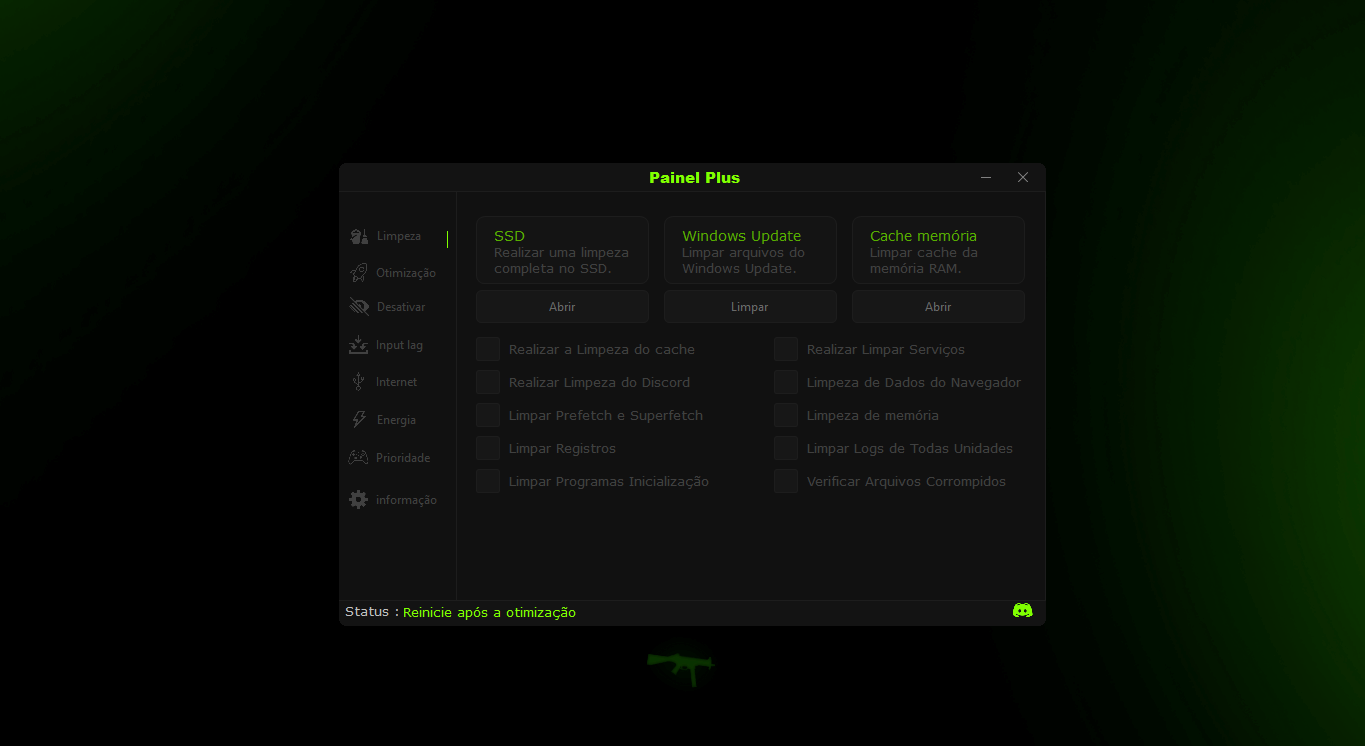 Painel Plus
Limpeza
Otimização
Desativar
Input lag
Internet
Energia
Prioridade
informação
SSD
Realizar uma limpeza
completa no SSD.
Abrir
Windows Update
Limpar arquivos do
Windows Update.
Limpar
Cache memória
Limpar cache da
memória RAM.
Abrir
Realizar a Limpeza do cache
Realizar Limpeza do Discord
Limpar Prefetch e Superfetch
Limpar Registros
Limpar Programas Inicialização
Realizar Limpar Serviços
Limpeza de Dados do Navegador
Limpeza de memória
Limpar Logs de Todas Unidades
Verificar Arquivos Corrompidos
Status : Reinicie após a otimização